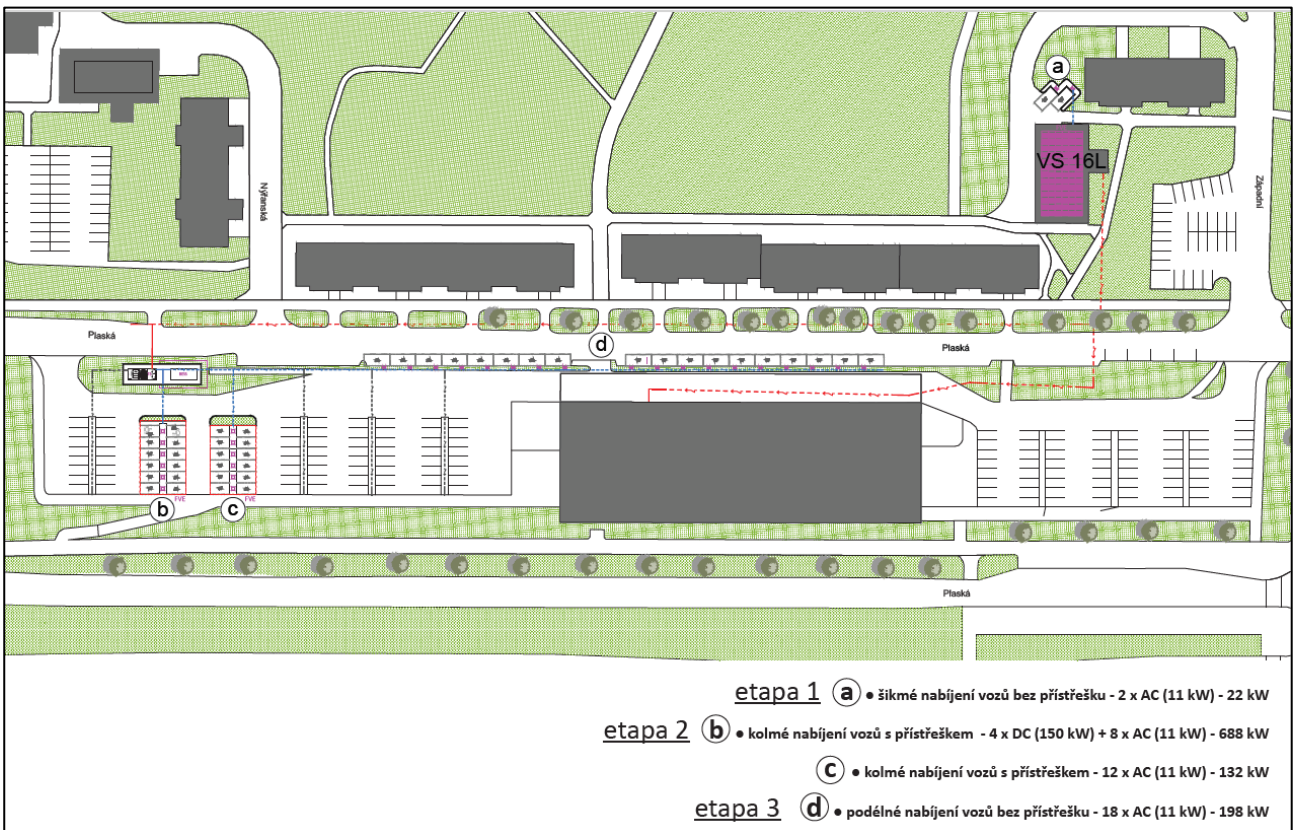 a
VS 16L
Nýřanská
Západní
Plaská
Plaská
d
b
FVE
c
FVE
Plaská
etapa 1 a • šikmé nabíjení vozů bez přístřešku - 2 x AC (11 kW) - 22 kW
etapa 2 b • kolmé nabíjení vozů s přístřeškem - 4 x DC (150 kW) + 8 x AC (11 kW) - 688 kW
c • kolmé nabíjení vozů s přístřeškem - 12 x AC (11 kW) - 132 kW
etapa 3 d • podélné nabíjení vozů bez přístřešku - 18 x AC (11 kW) - 198 kW